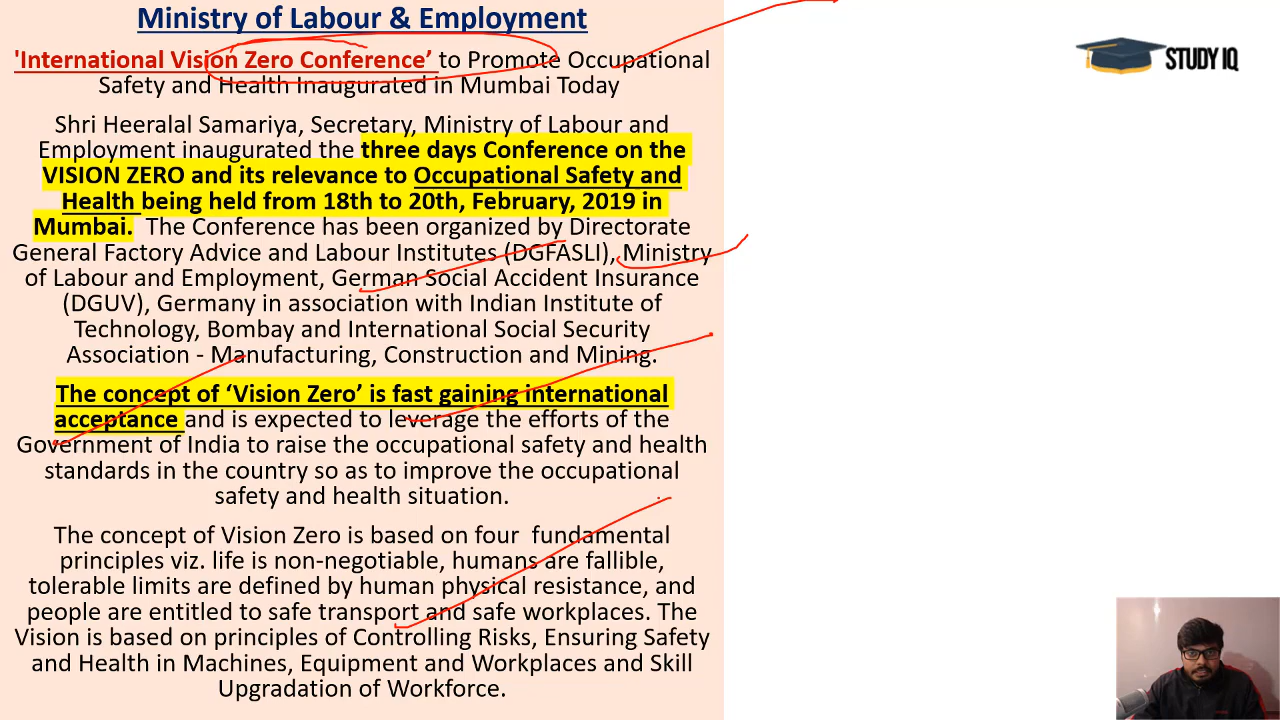 Ministry of Labour & Employment
'International Vision Zero Conference’ to Promote Occupational
Safety and Health Inaugurated in Mumbai Today
Shri Heeralal Samariya, Secretary, Ministry of Labour and
Employment inaugurated the three days Conference on the
VISION ZERO and its relevance to Occupational Safety and
Health being held from 18th to 20th, February, 2019 in
Mumbai. The Conference has been organized by Directorate
General Factory Advice and Labour Institutes (DGFASLI), Ministry
of Labour and Employment, German Social Accident Insurance
(DGUV), Germany in association with Indian Institute of
Technology, Bombay and International Social Security
Association - Manufacturing, Construction and Mining.
The concept of ‘Vision Zero’ is fast gaining international
acceptance and is expected to leverage the efforts of the
Government of India to raise the occupational safety and health
standards in the country so as to improve the occupational
safety and health situation.
The concept of Vision Zero is based on four fundamental
principles viz. life is non-negotiable, humans are fallible,
tolerable limits are defined by human physical resistance, and
people are entitled to safe transport and safe workplaces. The
Vision is based on principles of Controlling Risks, Ensuring Safety
and Health in Machines, Equipment and Workplaces and Skill
Upgradation of Workforce.
STUDY IQ